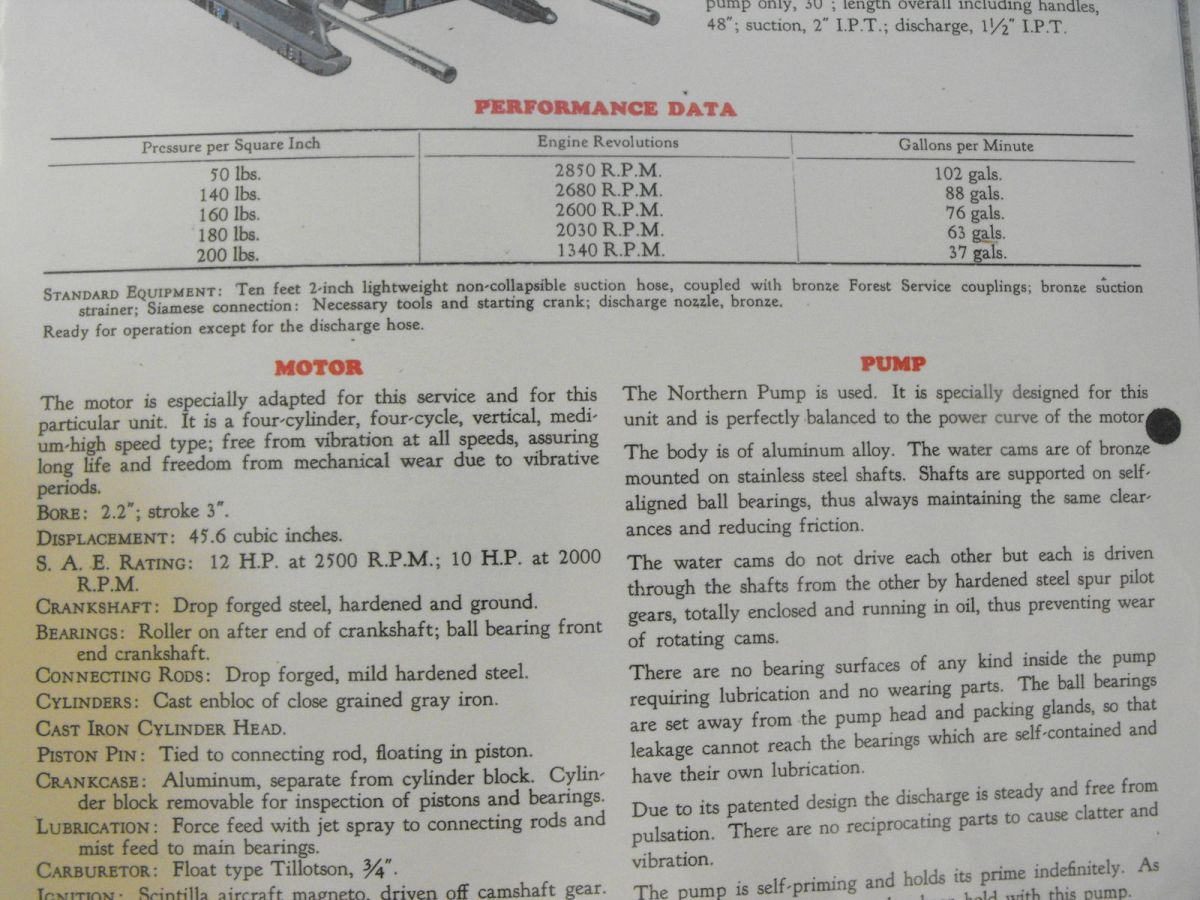 pump only, 30"; length overall including handles,
48"; suction, 2" I.P.T.; discharge, 1½" I.P.T.
PERFORMANCE DATA
Pressure per Square Inch Engine Revolutions Gallons per Minute
50 lbs. 2850 R.P.M. 102 gals.
140 lbs. 2680 R.P.M. 88 gals.
160 lbs. 2600 R.P.M. 76 gals.
180 lbs. 2030 R.P.M. 63 gals.
200 lbs. 1340 R.P.M. 37 gals.
STANDARD EQUIPMENT: Ten feet 2-inch lightweight non-collapsible suction hose, coupled with bronze Forest Service couplings; bronze suction
strainer; Siamese connection: Necessary tools and starting crank; discharge nozzle, bronze.
Ready for operation except for the discharge hose.
MOTOR
The motor is especially adapted for this service and for this
particular unit. It is a four-cylinder, four-cycle, vertical, medi-
um-high speed type; free from vibration at all speeds, assuring
long life and freedom from mechanical wear due to vibrative
periods.
BORE: 2.2"; stroke 3".
DISPLACEMENT: 45.6 cubic inches.
S. A. E. RATING: 12 H.P. at 2500 R.P.M.; 10 H.P. at 2000
R.P.M.
CRANKSHAFT: Drop forged steel, hardened and ground.
BEARINGS: Roller on after end of crankshaft; ball bearing front
end crankshaft.
CONNECTING RODS: Drop forged, mild hardened steel.
CYLINDERS: Cast enbloc of close grained gray iron.
CAST IRON CYLINDER HEAD.
PISTON PIN: Tied to connecting rod, floating in piston.
CRANKCASE: Aluminum, separate from cylinder block. Cylin-
der block removable for inspection of pistons and bearings.
LUBRICATION: Force feed with jet spray to connecting rods and
mist feed to main bearings.
CARBURETOR: Float type Tillotson, ¾".
IGNITION: Scintilla aircraft magneto, driven off camshaft gear.
PUMP
The Northern Pump is used. It is specially designed for this
unit and is perfectly balanced to the power curve of the motor
The body is of aluminum alloy. The water cams are of bronze
mounted on stainless steel shafts. Shafts are supported on self-
aligned ball bearings, thus always maintaining the same clear-
ances and reducing friction.
The water cams do not drive each other but each is driven
through the shafts from the other by hardened steel spur pilot
gears, totally enclosed and running in oil, thus preventing wear
of rotating cams.
There are no bearing surfaces of any kind inside the pump
requiring lubrication and no wearing parts. The ball bearings
are set away from the pump head and packing glands, so that
leakage cannot reach the bearings which are self-contained and
have their own lubrication.
Due to its patented design the discharge is steady and free from
pulsation. There are no reciprocating parts to cause clatter and
vibration.
The pump is self-priming and holds its prime indefinitely. As
hold with this pump.